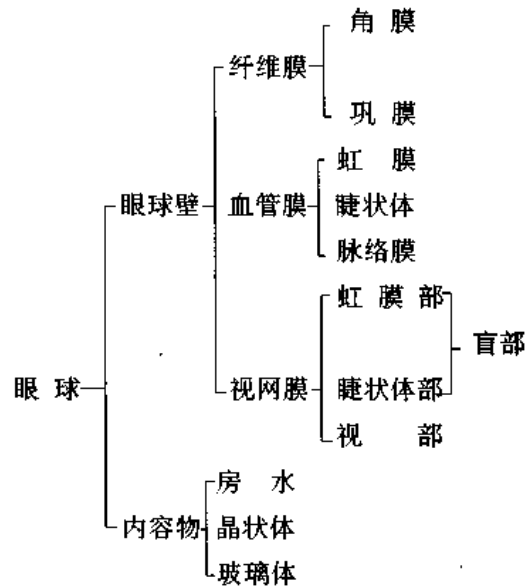 角膜
纤维膜
巩膜
虹膜
眼球壁
血管膜
睫状体
脉络膜
虹膜部
盲部
眼球
视网膜
睫状体部
视部
房水
内容物
晶状体
玻璃体